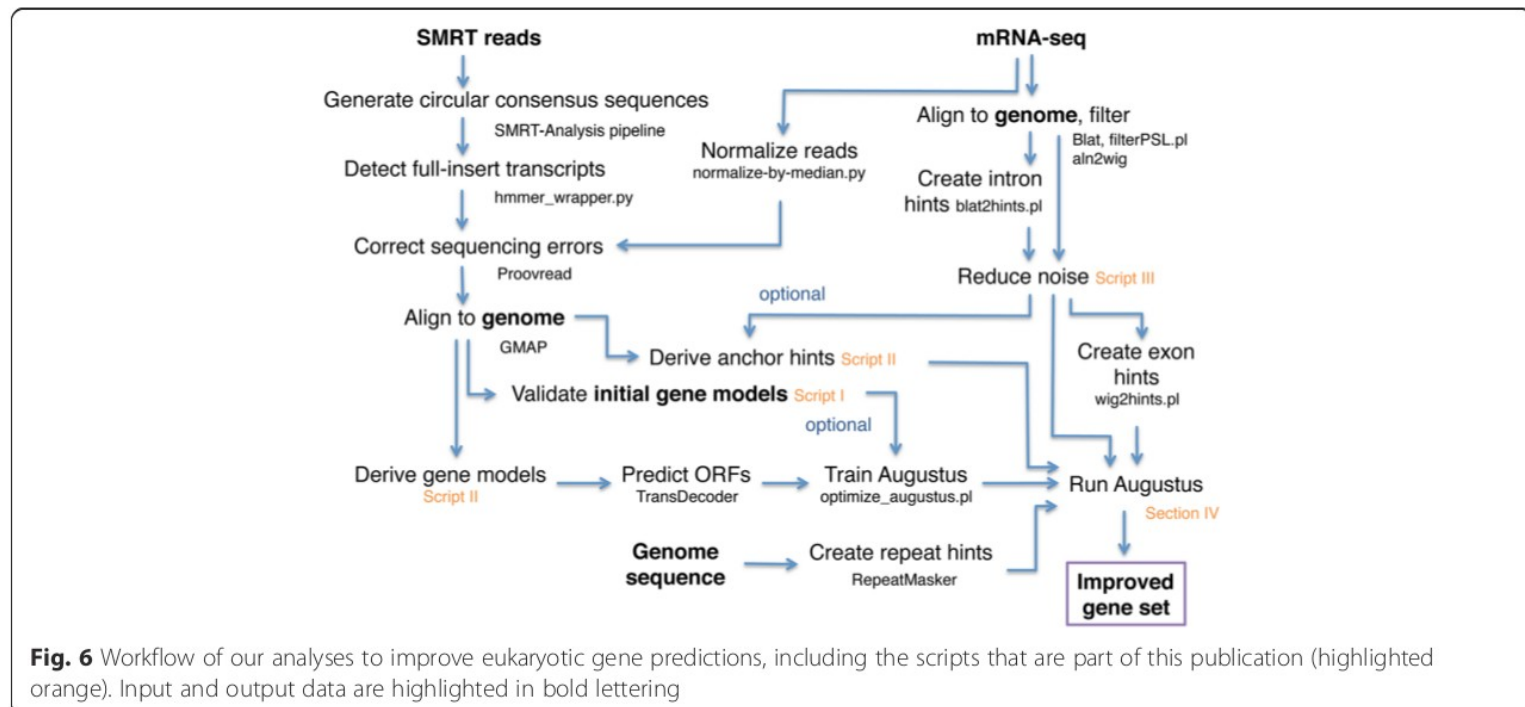 SMRT reads
Generate circular consensus sequences
SMRT-Analysis pipeline
Detect full-insert transcripts
hmmer_wrapper.py
Correct sequencing errors
Proovread
Align to genome
GMAP
mRNA-seq
Normalize reads
normalize-by-median.py
Align to genome, filter
Blat, filterPSL.pl
aln2wig
Create intron
hints blat2hints.pl
Reduce noise Script III
optional
Derive anchor hints Script II
Validate initial gene models Script I
optional
Create exon
hints
wig2hints.pl
Derive gene models
Script II
Predict ORFs
TransDecoder
Train Augustus
optimize_augustus.pl
Run Augustus
Section IV
Genome
sequence
Create repeat hints
RepeatMasker
Improved
gene set
Fig. 6 Workflow of our analyses to improve eukaryotic gene predictions, including the scripts that are part of this publication (highlighted
orange). Input and output data are highlighted in bold lettering